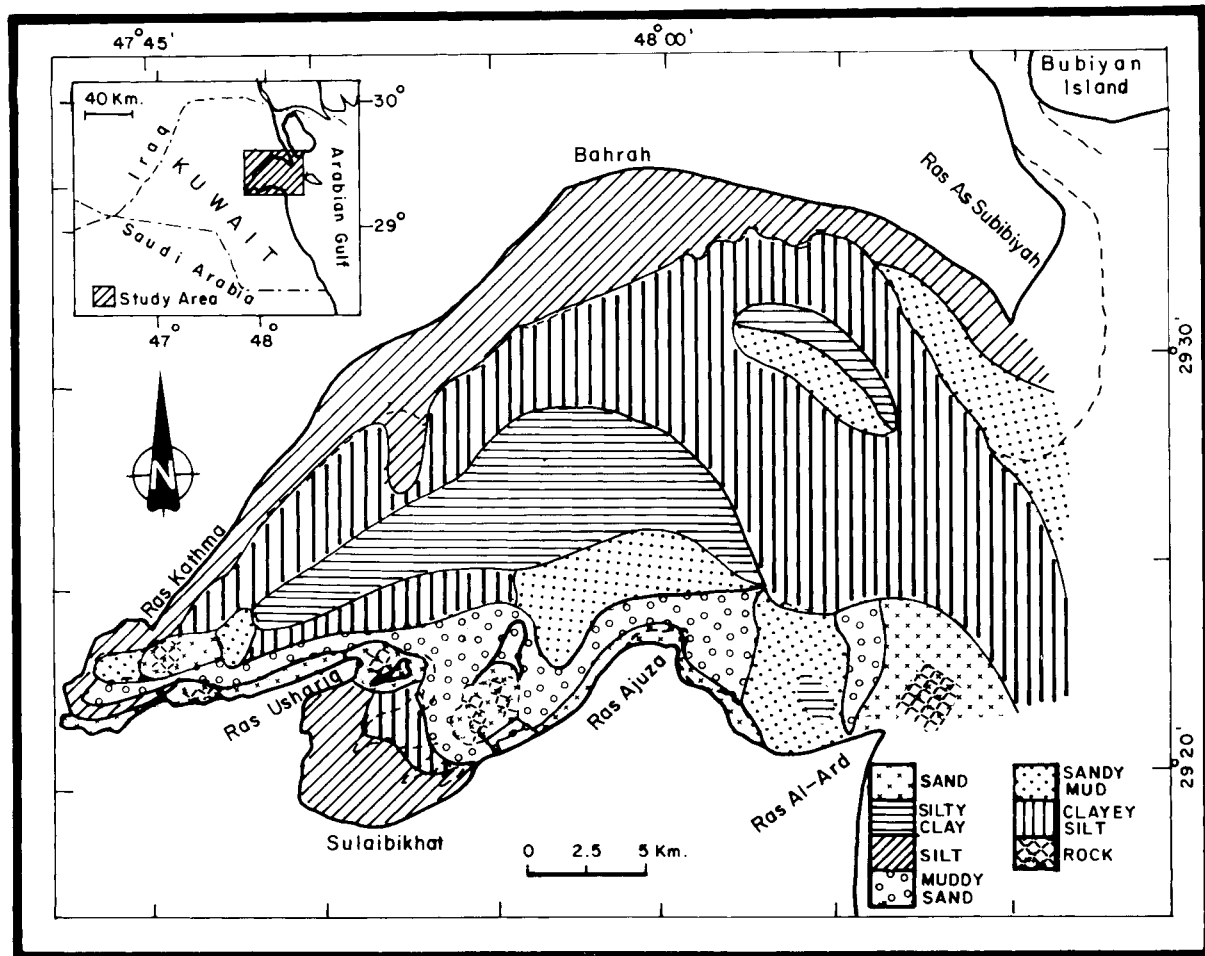 47°45'
48°00'
40 Km.
30°
29°
47°
48°
Iraq
KUWAIT
Saudi Arabia
Arabian Gulf
Study Area
Bubiyan
Island
Bahrah
Ras As Subibiyah
29°30'
N
Ras Kathma
Ras Usharia
Ras Ajuza
Ras Al-Ard
29°20'
Sulaibikhat
0 2.5 5 Km.
SAND
SILTY
CLAY
SILT
MUDDY
SAND
SANDY
MUD
CLAYEY
SILT
ROCK